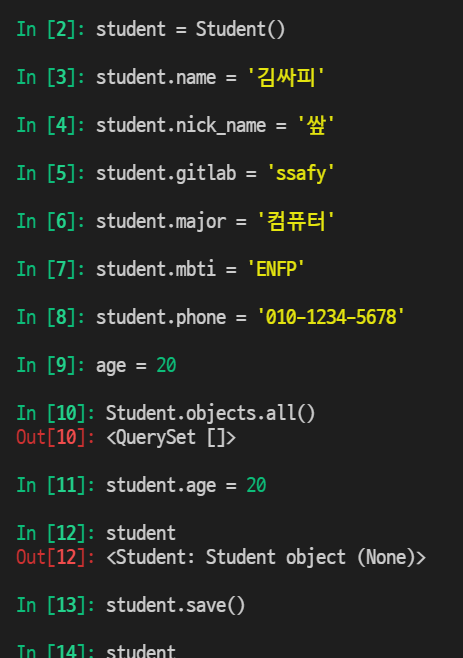 In [2]: student = Student()
In [3]: student.name = '김싸피'
In [4]: student.nick_name = '쌒'
In [5]: student.gitlab = 'ssafy'
In [6]: student.major = '컴퓨터'
In [7]: student.mbti = 'ENFP'
In [8]: student.phone = '010-1234-5678'
In [9]: age = 20
In [10]: Student.objects.all()
Out[10]: <QuerySet []>
In [11]: student.age = 20
In [12]: student
Out[12]: <Student: Student object (None)>
In [13]: student.save()
In [14]: student